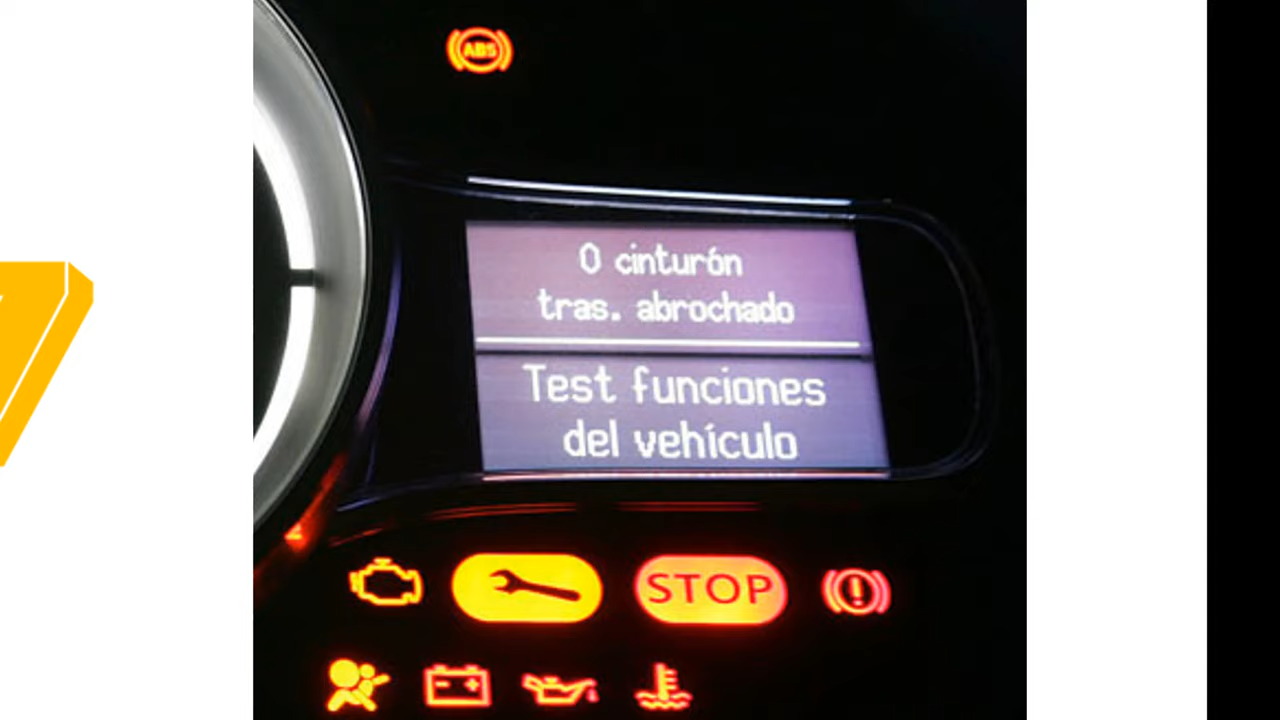 ABS
0 cinturón
tras. abrochado
Test funciones
del vehículo
STOP